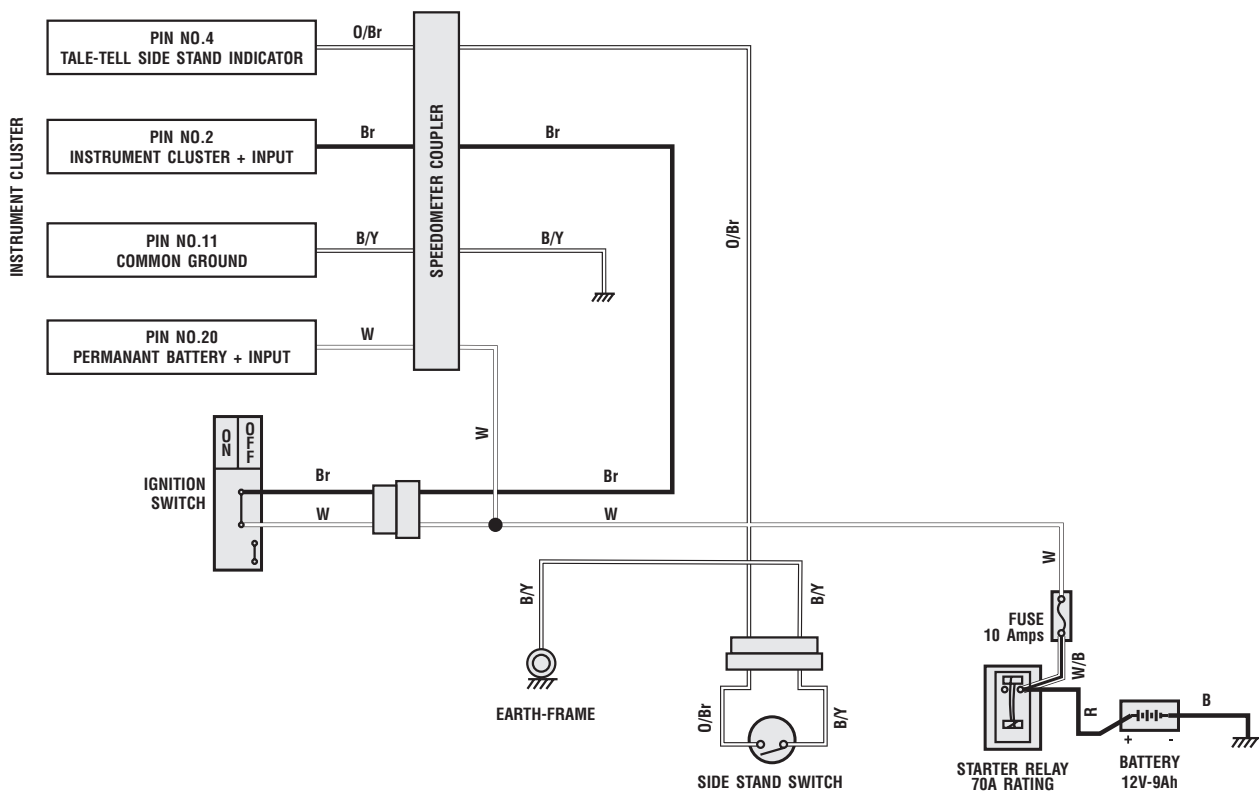 INSTRUMENT CLUSTER
PIN NO.4
TALE-TELL SIDE STAND INDICATOR
O/Br
PIN NO.2
INSTRUMENT CLUSTER + INPUT
Br
Br
PIN NO.11
COMMON GROUND
B/Y
B/Y
PIN NO.20
PERMANANT BATTERY + INPUT
W
SPEEDOMETER COUPLER
O/Br
W
ON
OFF
IGNITION
SWITCH
Br
Br
W
W
W
B/Y
B/Y
EARTH-FRAME
O/Br
B/Y
SIDE STAND SWITCH
FUSE
10 Amps
W/B
R
B
+ -
STARTER RELAY
70A RATING
BATTERY
12V-9Ah